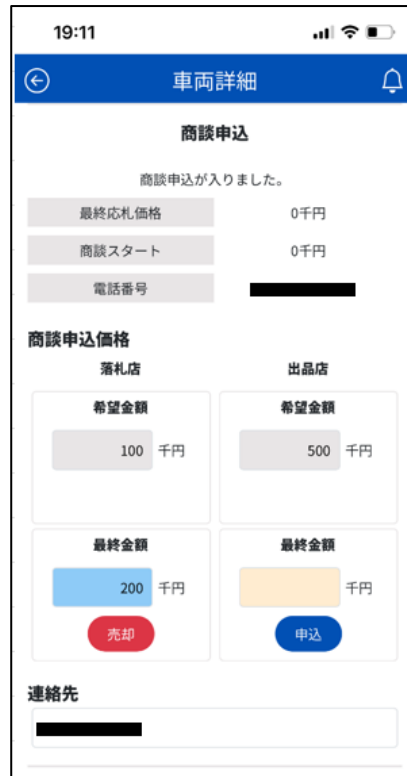 19:11
車両詳細
商談申込
商談申込が入りました。
最終応札価格 0千円
商談スタート 0千円
電話番号
商談申込価格
落札店 出品店
希望金額 希望金額
100 千円 500 千円
最終金額 最終金額
200 千円 千円
売却 申込
連絡先